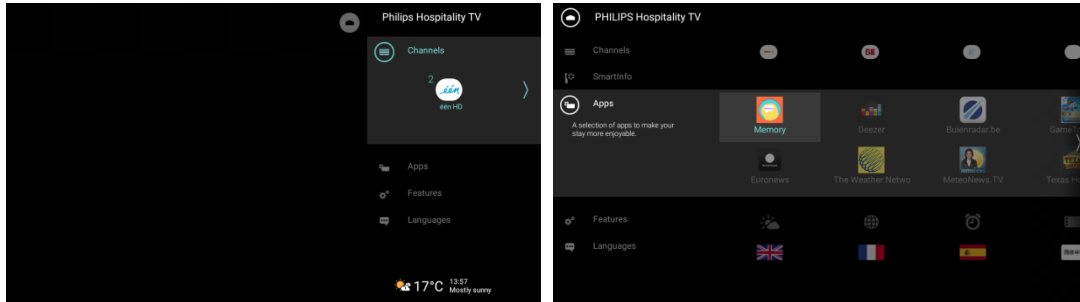 Philips Hospitality TV
Channels
2
één
één HD
Apps
Features
Languages
17°C
13:57
Mostly sunny
PHILIPS Hospitality TV
Channels
SmartInfo
Apps
A selection of apps to make your
stay more enjoyable.
Memory
Deezer
Buienradar.be
GameT
Euronews
The Weather Netwo
MeteoNews.TV
Texas H
Features
Languages